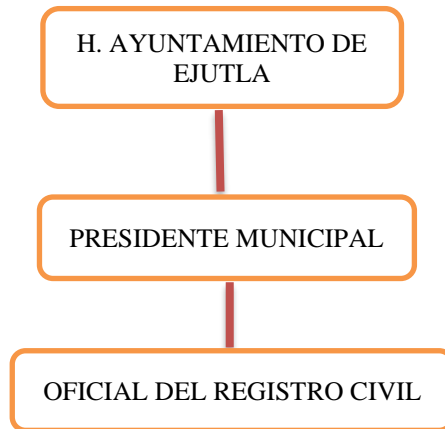 H. AYUNTAMIENTO DE
EJUTLA
PRESIDENTE MUNICIPAL
OFICIAL DEL REGISTRO CIVIL